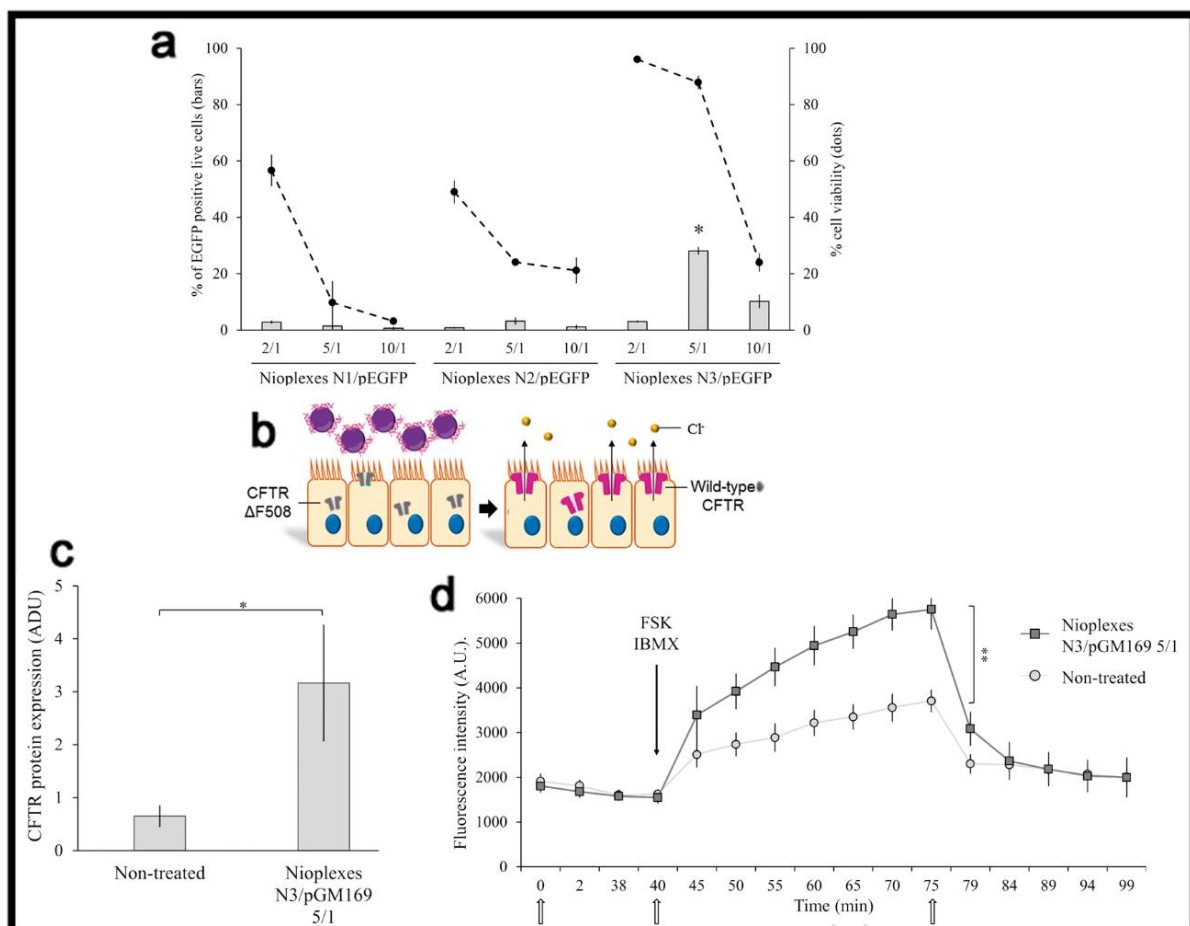 a
% of EGFP positive live cells (bars)
100
80
60
40
20
0
100
80
60
40
20
0
% cell viability (dots)
*
2/1 5/1 10/1 2/1 5/1 10/1 2/1 5/1 10/1
Nioplexes N1/pEGFP Nioplexes N2/pEGFP Nioplexes N3/pEGFP
b
CFTR
ΔF508
Cl-
Wild-type
CFTR
c
CFTR protein expression (ADU)
5
4
3
2
1
0
*
Non-treated
Nioplexes
N3/pGM169
5/1
d
Fluorescence intensity (A.U.)
6000
5000
4000
3000
2000
1000
0
FSK
IBMX
**
Nioplexes
N3/pGM169 5/1
Non-treated
0 2 38 40 45 50 55 60 65 70 75 79 84 89 94 99
Time (min)